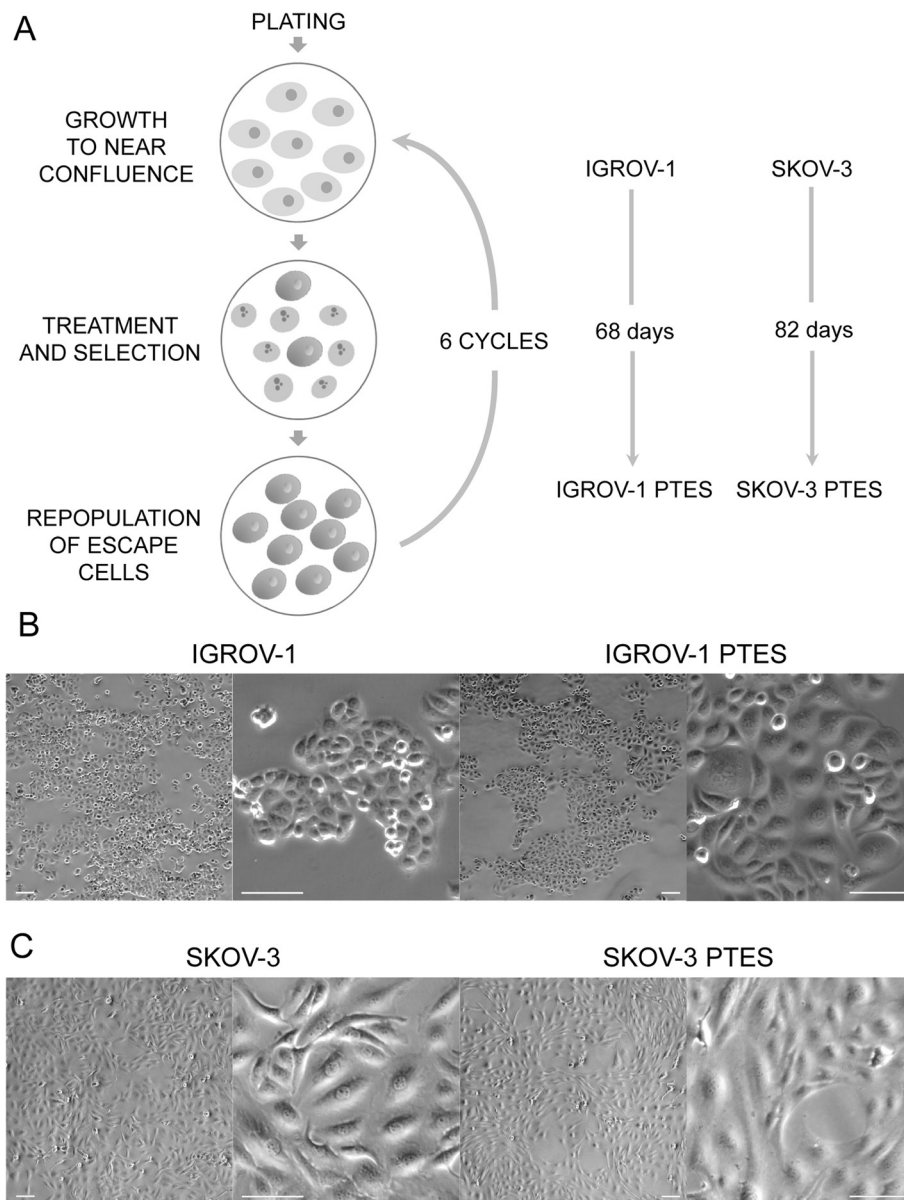 A
PLATING
GROWTH
TO NEAR
CONFLUENCE
TREATMENT
AND SELECTION
REPOPULATION
OF ESCAPE
CELLS
6 CYCLES
IGROV-1
68 days
IGROV-1 PTES
SKOV-3
82 days
SKOV-3 PTES
B
IGROV-1
IGROV-1 PTES
C
SKOV-3
SKOV-3 PTES